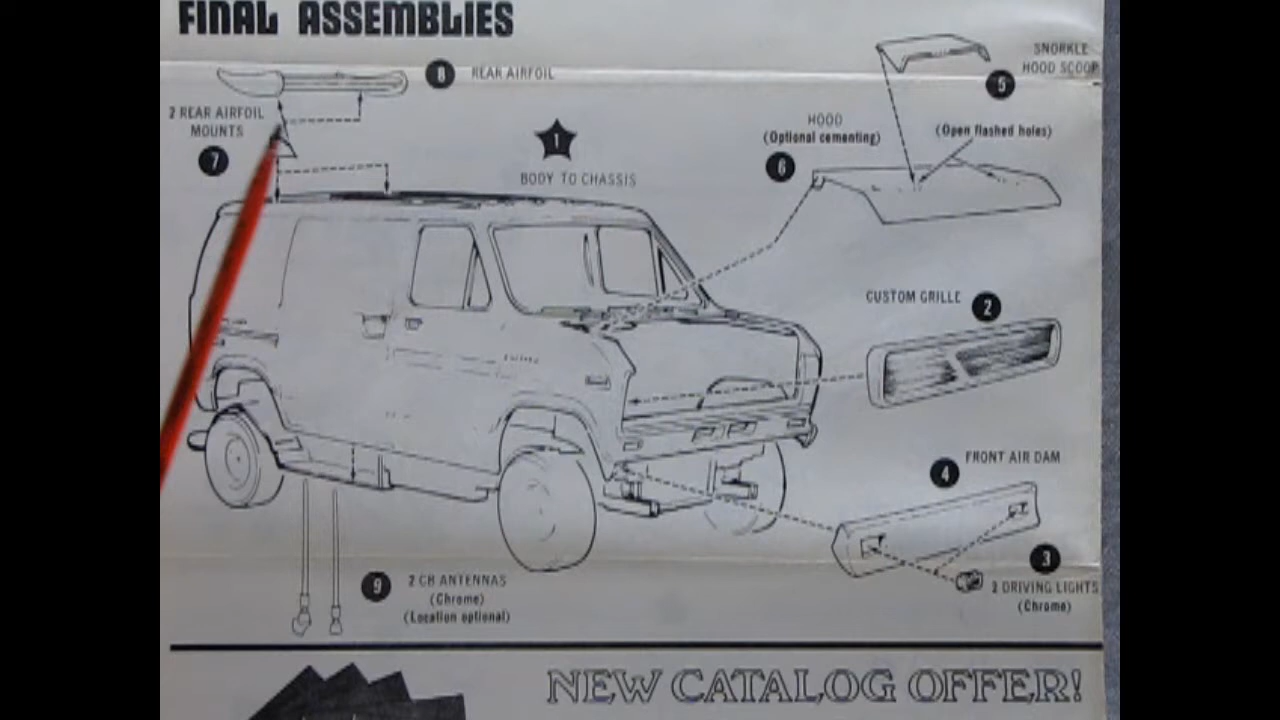 FINAL ASSEMBLIES
8 REAR AIRFOIL
SNORKLE
HOOD SCOOP
5
2 REAR AIRFOIL
MOUNTS
7
1
BODY TO CHASSIS
HOOD
(Optional cementing)
6
(Open flashed holes)
CUSTOM GRILLE 2
FRONT AIR DAM
4
3
2 DRIVING LIGHTS
(Chrome)
9 2 CB ANTENNAS
(Chrome)
(Location optional)
NEW CATALOG OFFER!